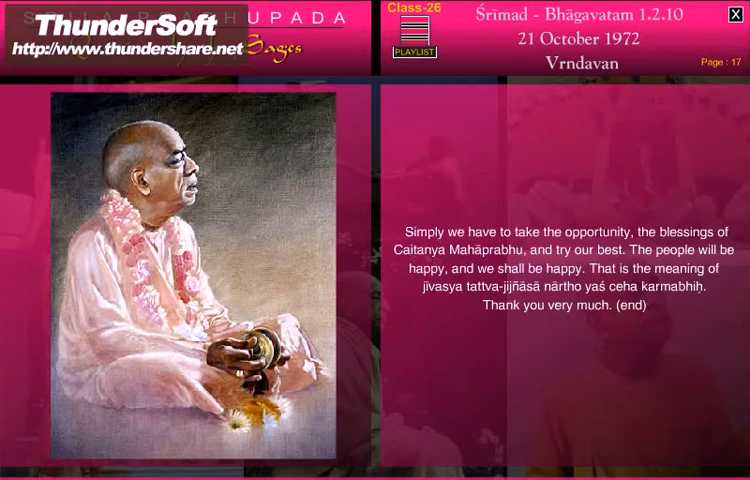 ThunderSoft
http://www.thundershare.net
UPADA
Sages
Class-26
PLAYLIST
Śrīmad - Bhāgavatam 1.2.10
21 October 1972
Vrndavan
X
Page : 17
Simply we have to take the opportunity, the blessings of
Caitanya Mahāprabhu, and try our best. The people will be
happy, and we shall be happy. That is the meaning of
jīvasya tattva-jijñāsā nārtho yaś ceha karmabhiḥ.
Thank you very much. (end)